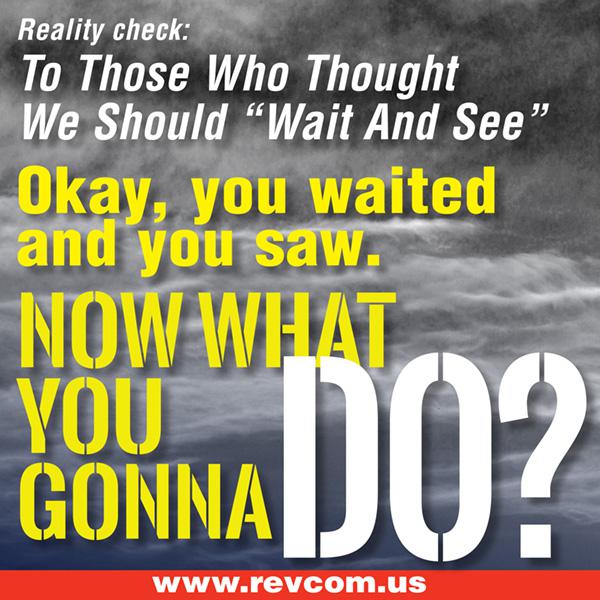 Reality check:
To Those Who Thought
We Should “Wait And See”
Okay, you waited
and you saw.
NOW WHAT
YOU
GONNA DO?
www.revcom.us